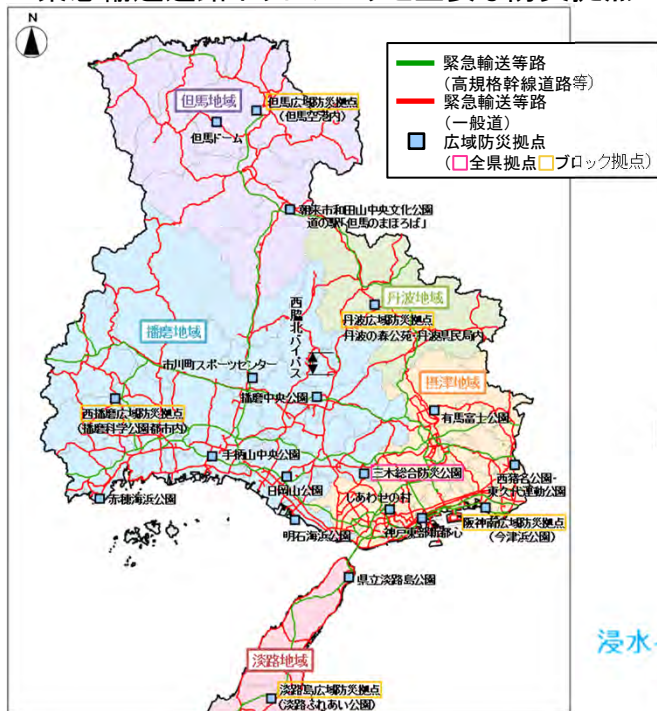 N
緊急輸送等路
(高規格幹線道路等)
緊急輸送等路
(一般道)
広域防災拠点
(全県拠点 ブロック拠点)
但馬地域
但馬広域防災拠点
(但馬空港内)
但馬ドーム
朝来市和田山中央文化公園
道の駅「但馬のまほろば」
丹波地域
丹波広域防災拠点
丹波の森公苑・丹波県民局内
播磨地域
西脇北バイパス
市川町スポーツセンター
播磨中央公園
摂津地域
有馬富士公園
西播磨広域防災拠点
(播磨科学公園都市内)
手柄山中央公園
三木総合防災公園
西猪名公園・
東久代運動公園
日岡山公園
しあわせの村
赤穂海浜公園
明石海浜公園
神戸東部新都心
阪神南広域防災拠点
(今津浜公園)
県立淡路島公園
淡路地域
淡路島広域防災拠点
(淡路ふれあい公園)
浸水